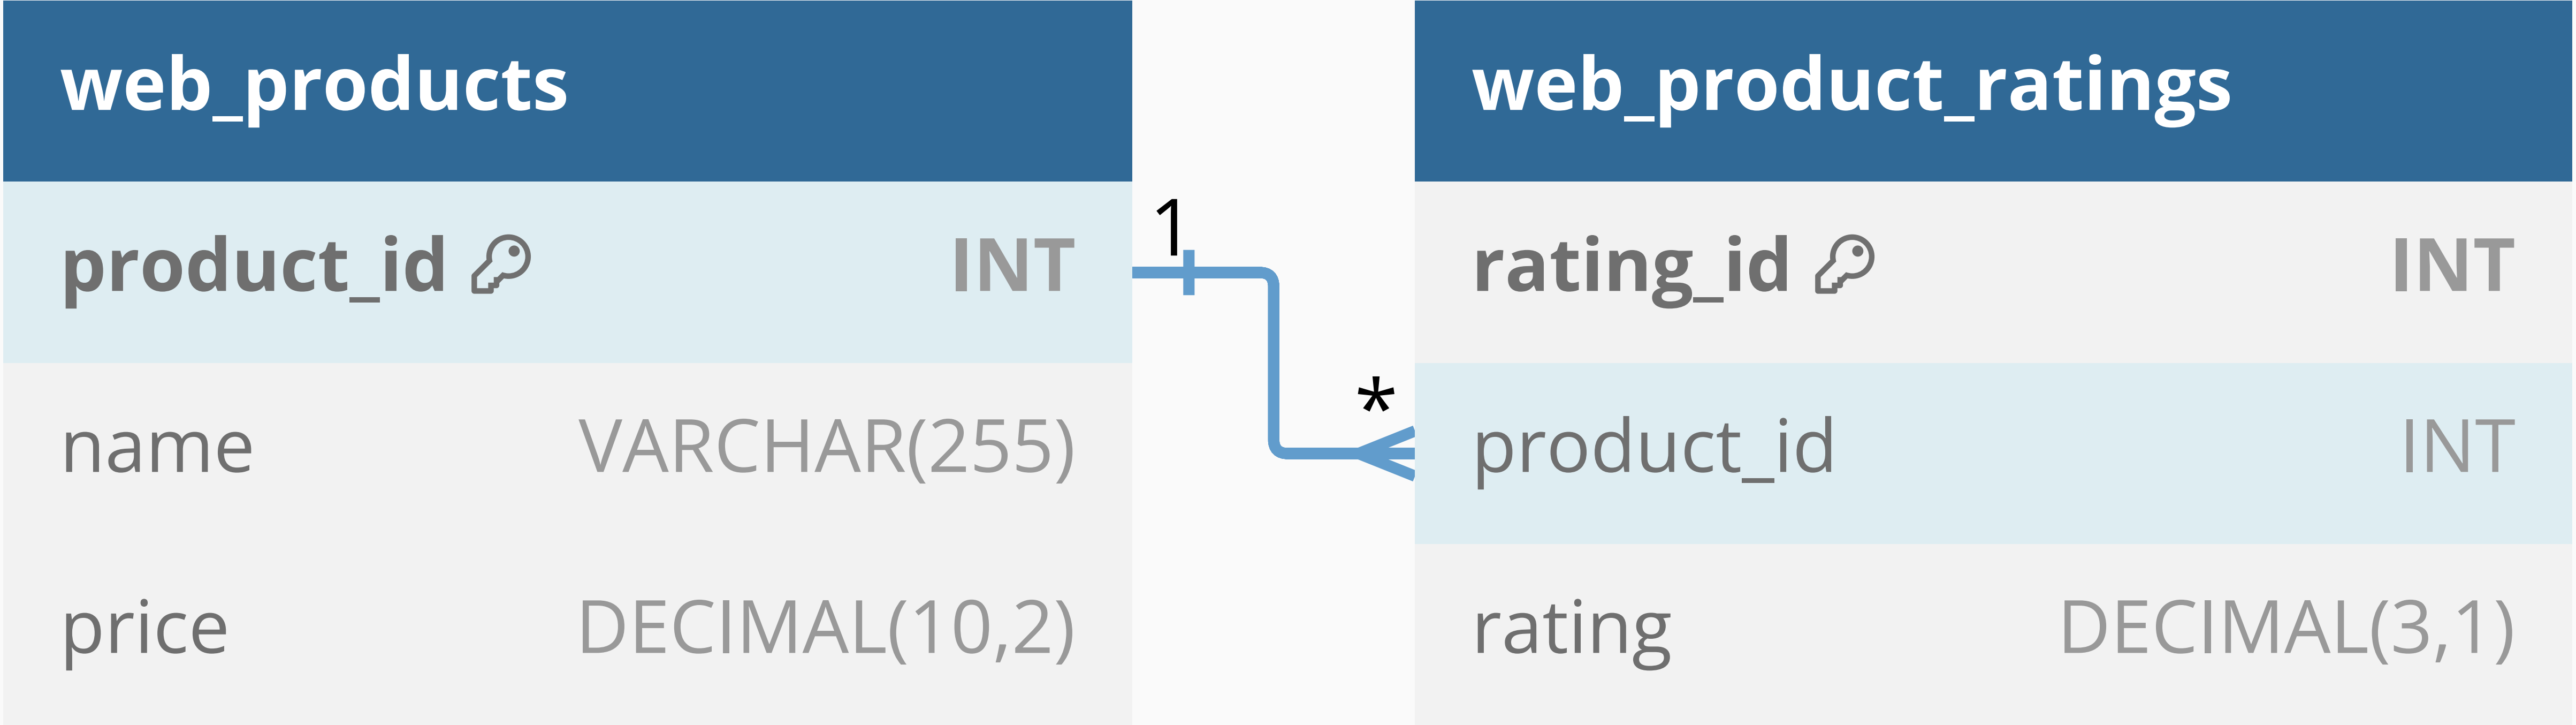 web_products
product_id INT
name VARCHAR(255)
price DECIMAL(10,2)
1
*
web_product_ratings
rating_id INT
product_id INT
rating DECIMAL(3,1)